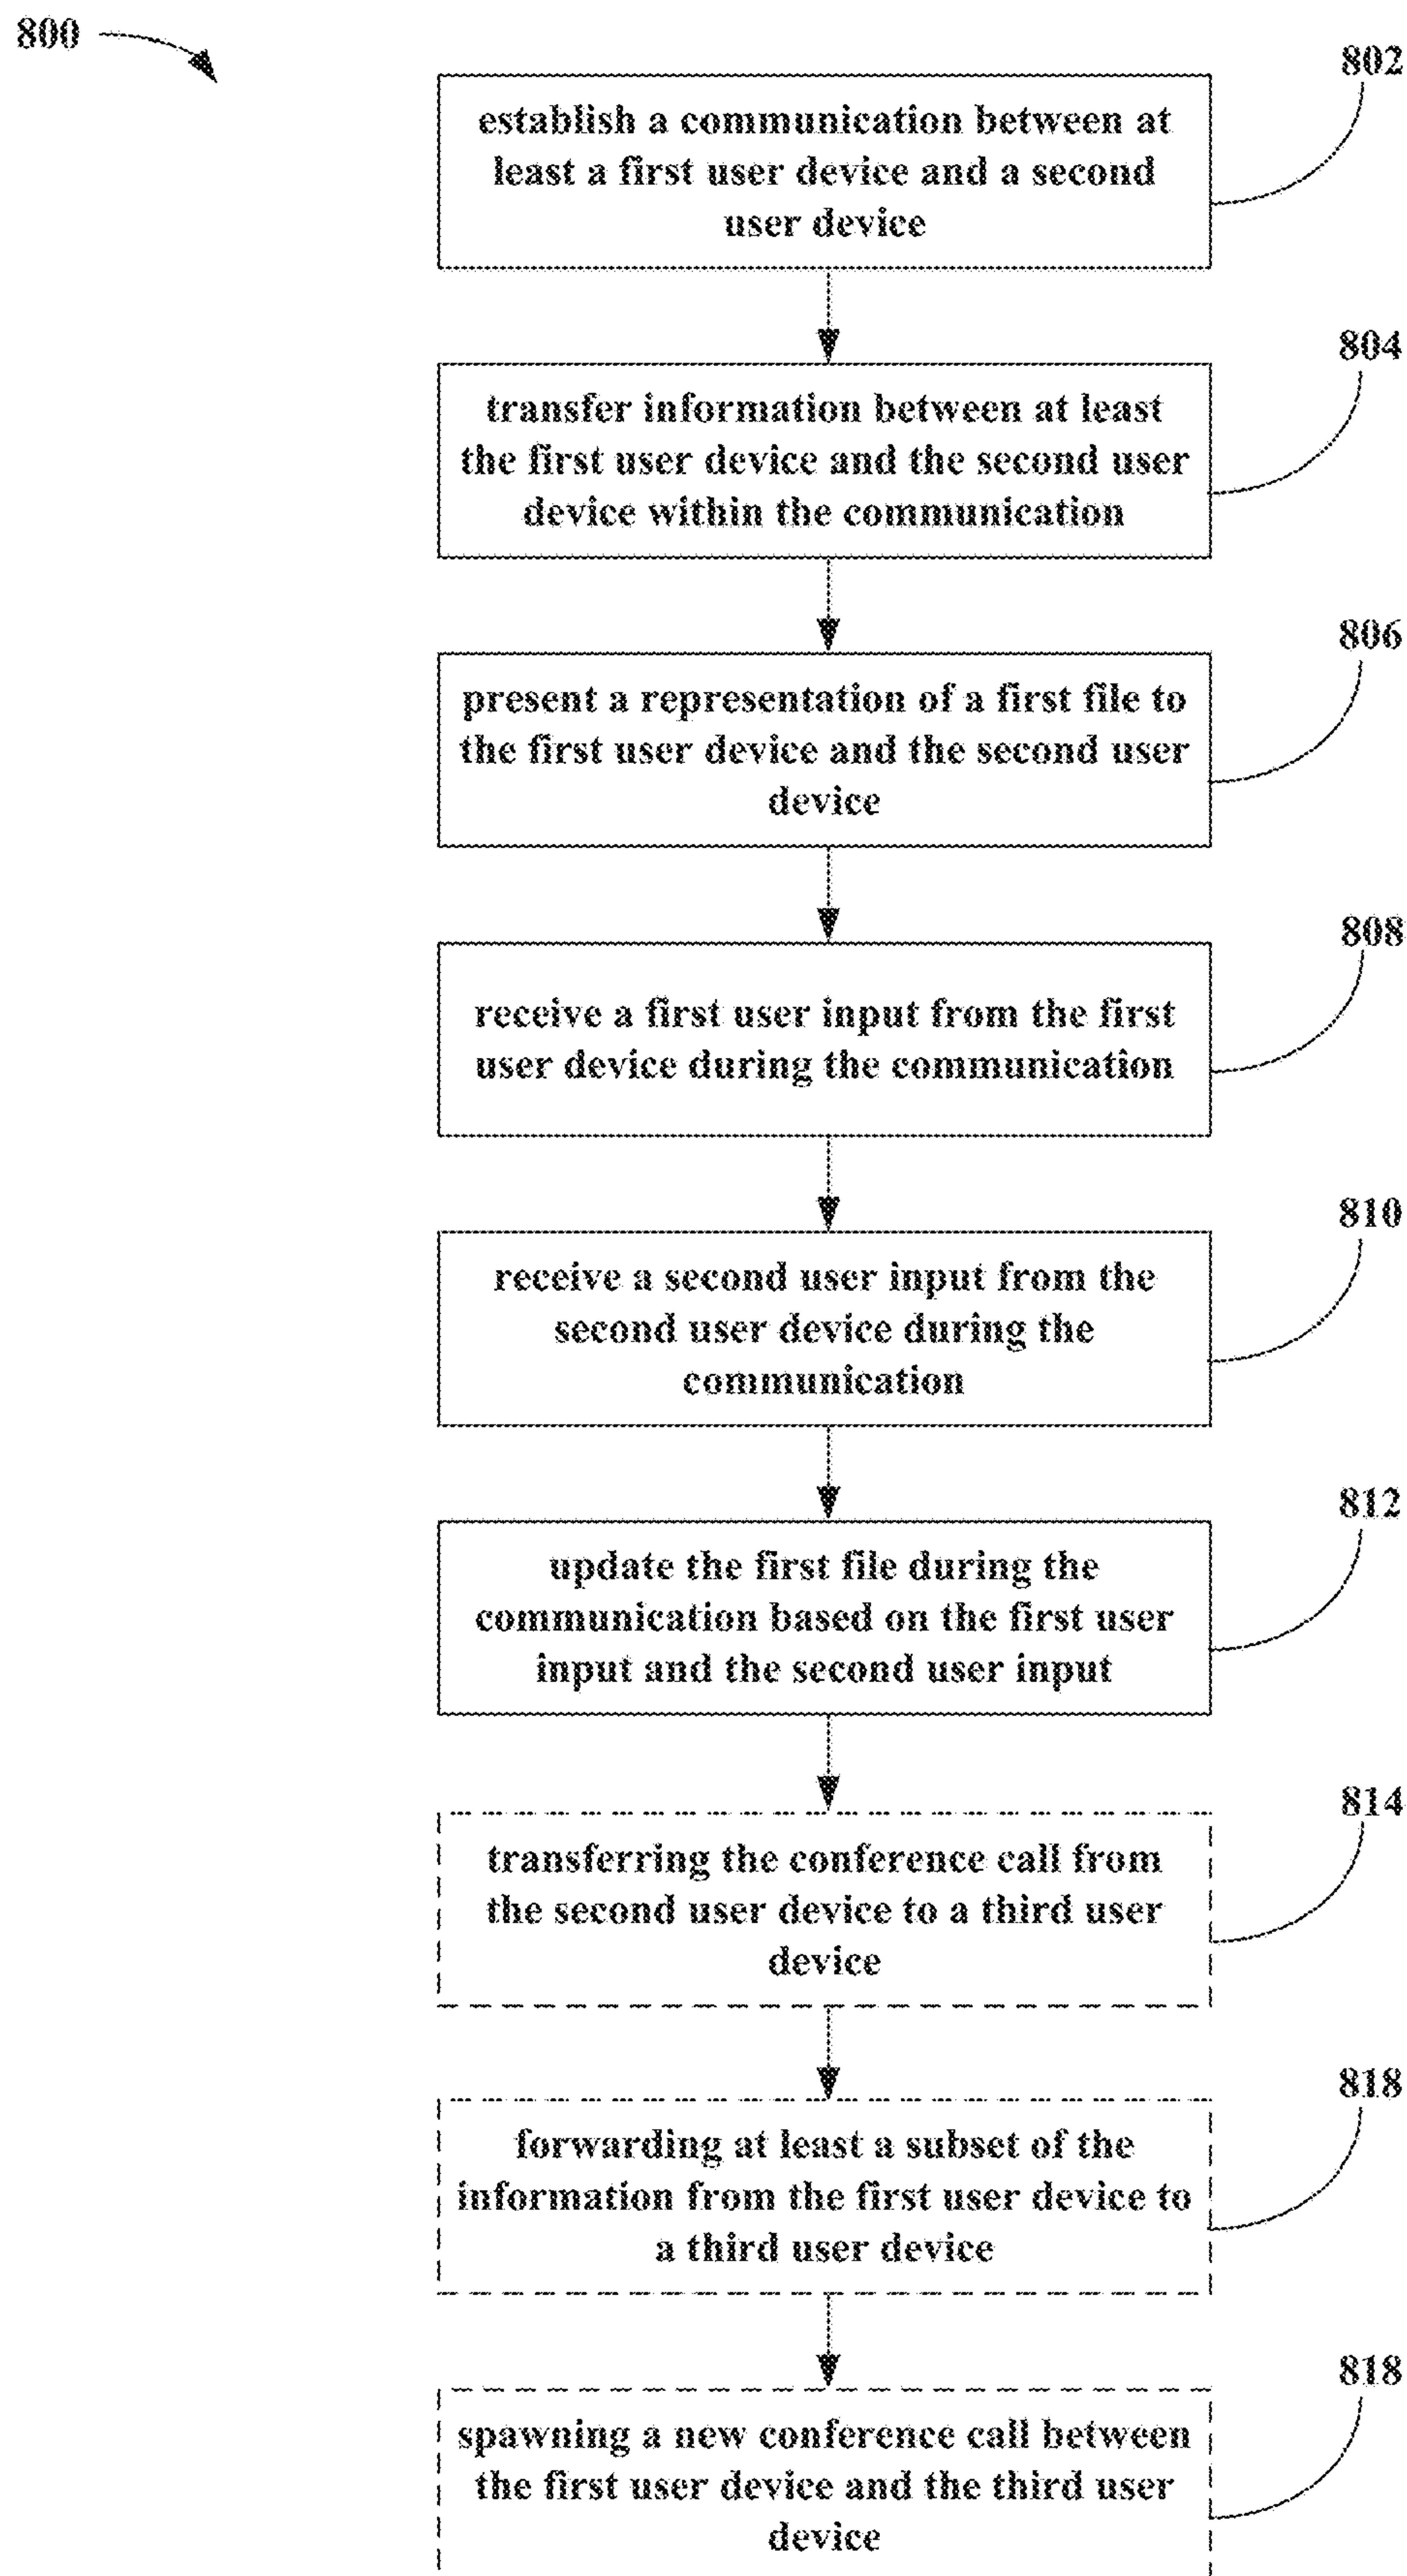 800
802
establish a communication between at
least a first user device and a second
user device
804
transfer information between at least
the first user device and the second user
device within the communication
806
present a representation of a first file to
the first user device and the second user
device
808
receive a first user input from the first
user device during the communication
810
receive a second user input from the
second user device during the
communication
812
update the first file during the
communication based on the first user
input and the second user input
814
transferring the conference call from
the second user device to a third user
device
818
forwarding at least a subset of the
information from the first user device to
a third user device
818
spawning a new conference call between
the first user device and the third user
device